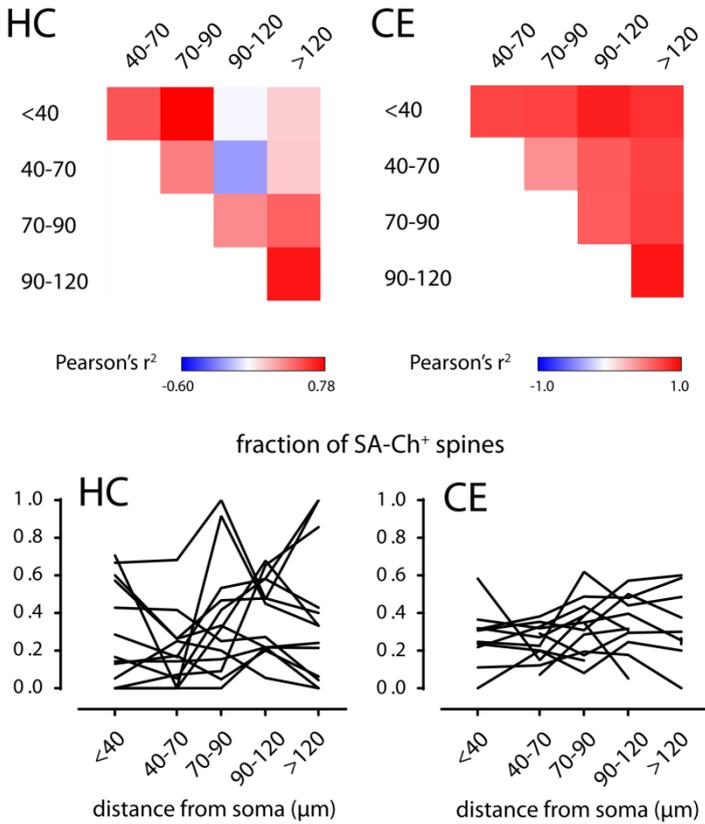 HC
40-70 70-90 90-120 >120
<40
40-70
70-90
90-120
Pearson's r²
-0.60 0.78
CE
40-70 70-90 90-120 >120
<40
40-70
70-90
90-120
Pearson's r²
-1.0 1.0
fraction of SA-Ch⁺ spines
HC
1.0
0.8
0.6
0.4
0.2
0.0
<40 40-70 70-90 90-120 >120
distance from soma (μm)
CE
1.0
0.8
0.6
0.4
0.2
0.0
<40 40-70 70-90 90-120 >120
distance from soma (μm)